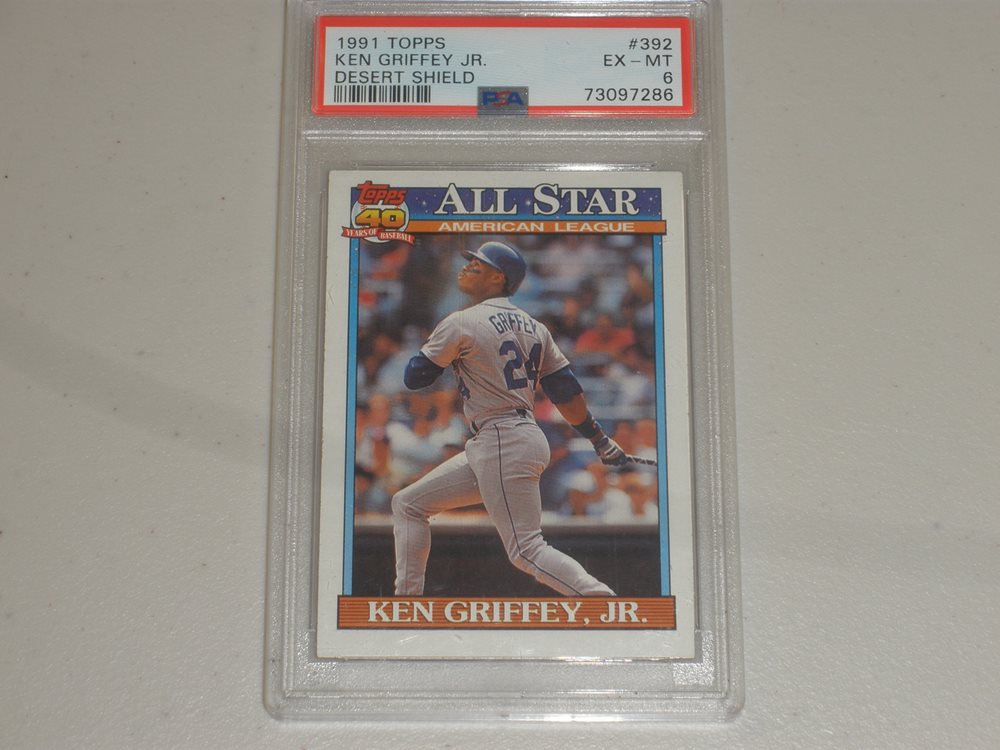 1991 TOPPS #392
KEN GRIFFEY JR. EX - MT
DESERT SHIELD 6
PSA 73097286
Topps ALL STAR
40 AMERICAN LEAGUE
YEARS OF BASEBALL
GRIFFEY
24
KEN GRIFFEY, JR.